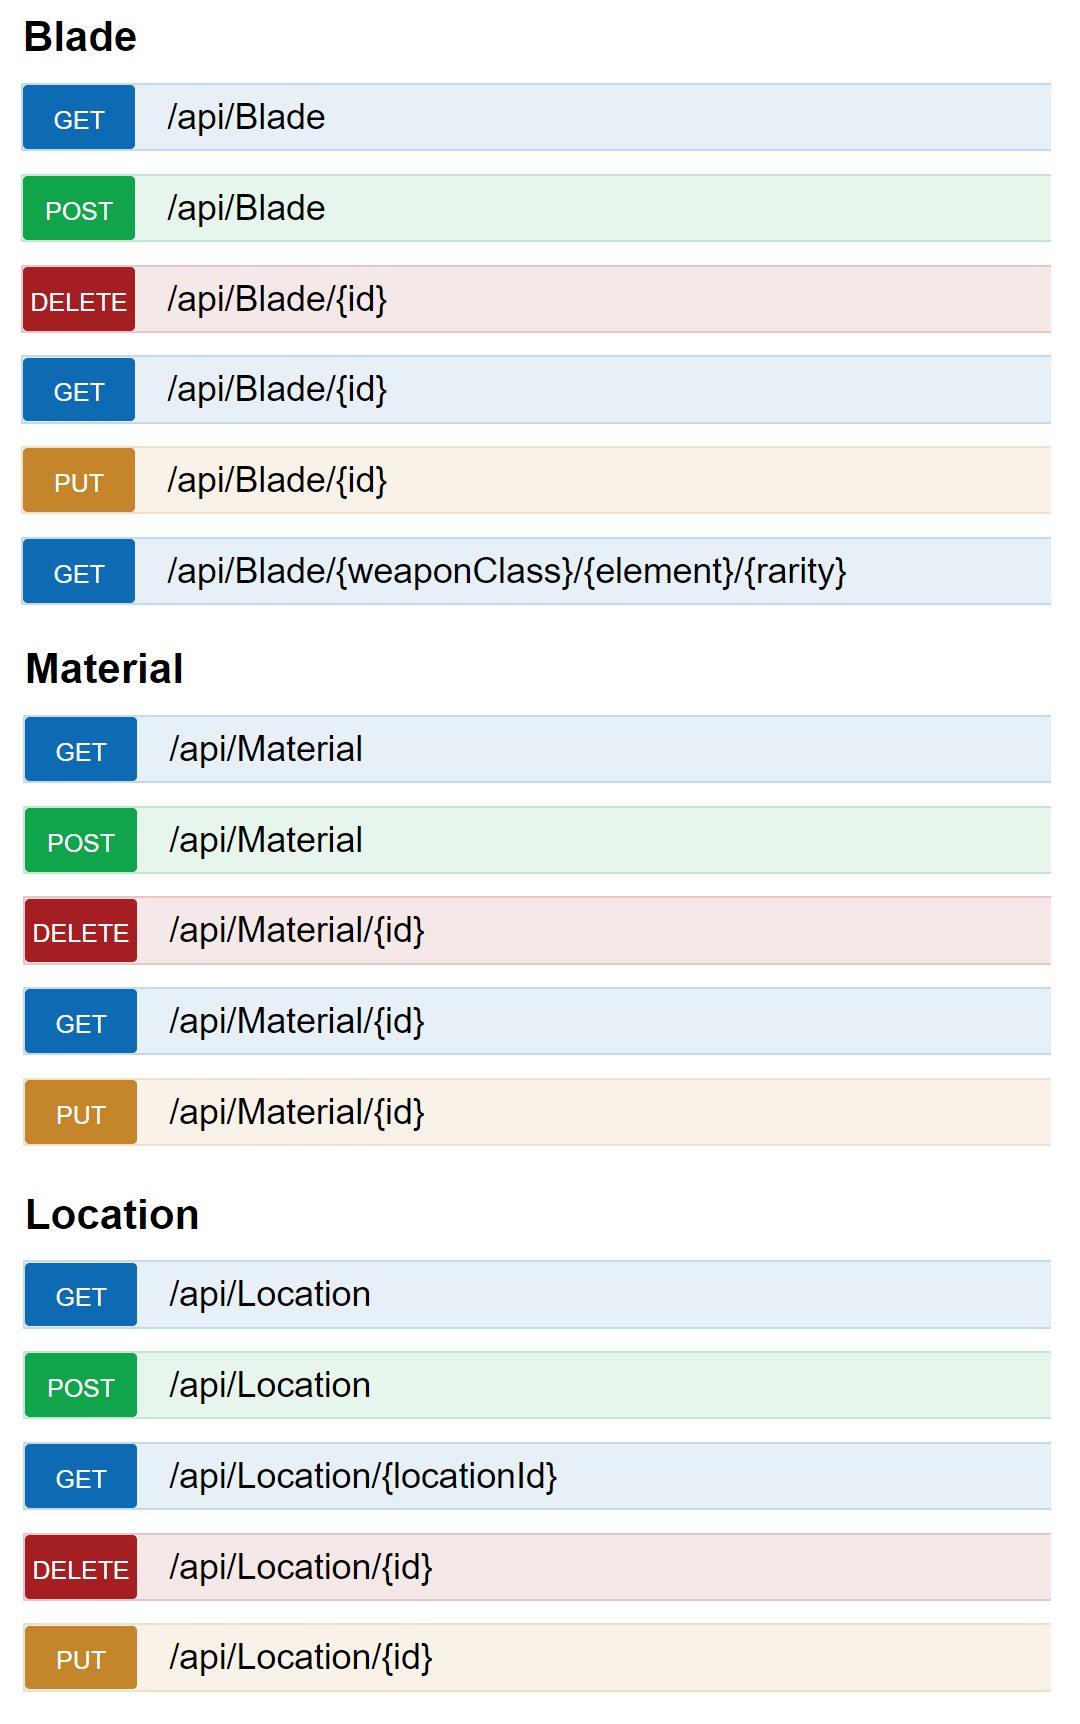 Blade
GET /api/Blade
POST /api/Blade
DELETE /api/Blade/{id}
GET /api/Blade/{id}
PUT /api/Blade/{id}
GET /api/Blade/{weaponClass}/{element}/{rarity}
Material
GET /api/Material
POST /api/Material
DELETE /api/Material/{id}
GET /api/Material/{id}
PUT /api/Material/{id}
Location
GET /api/Location
POST /api/Location
GET /api/Location/{locationId}
DELETE /api/Location/{id}
PUT /api/Location/{id}